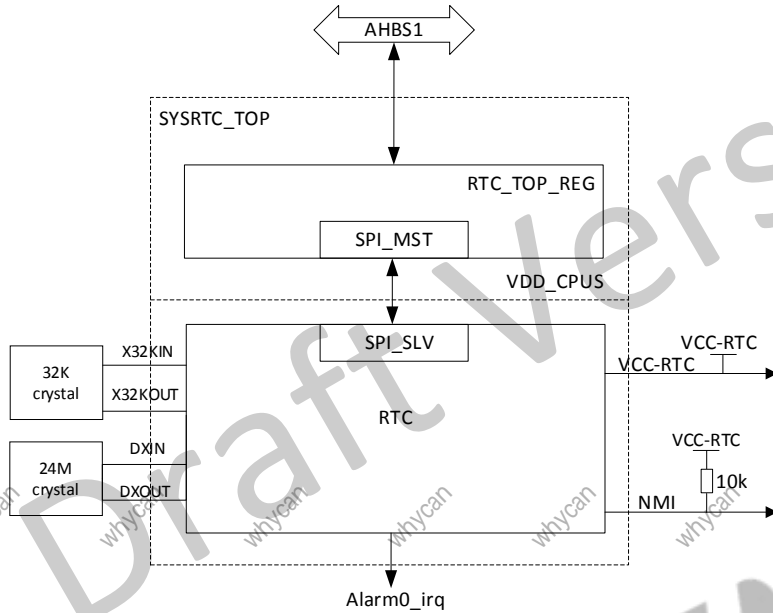 AHBS1
SYSRTC_TOP
RTC_TOP_REG
SPI_MST
VDD_CPUS
SPI_SLV
X32KIN
32K
crystal
X32KOUT
RTC
VCC-RTC
VCC-RTC
DXIN
24M
crystal
DXOUT
VCC-RTC
10k
NMI
Alarm0_irq
Draft Vers
whycan
whycan
whycan
whycan
whycan